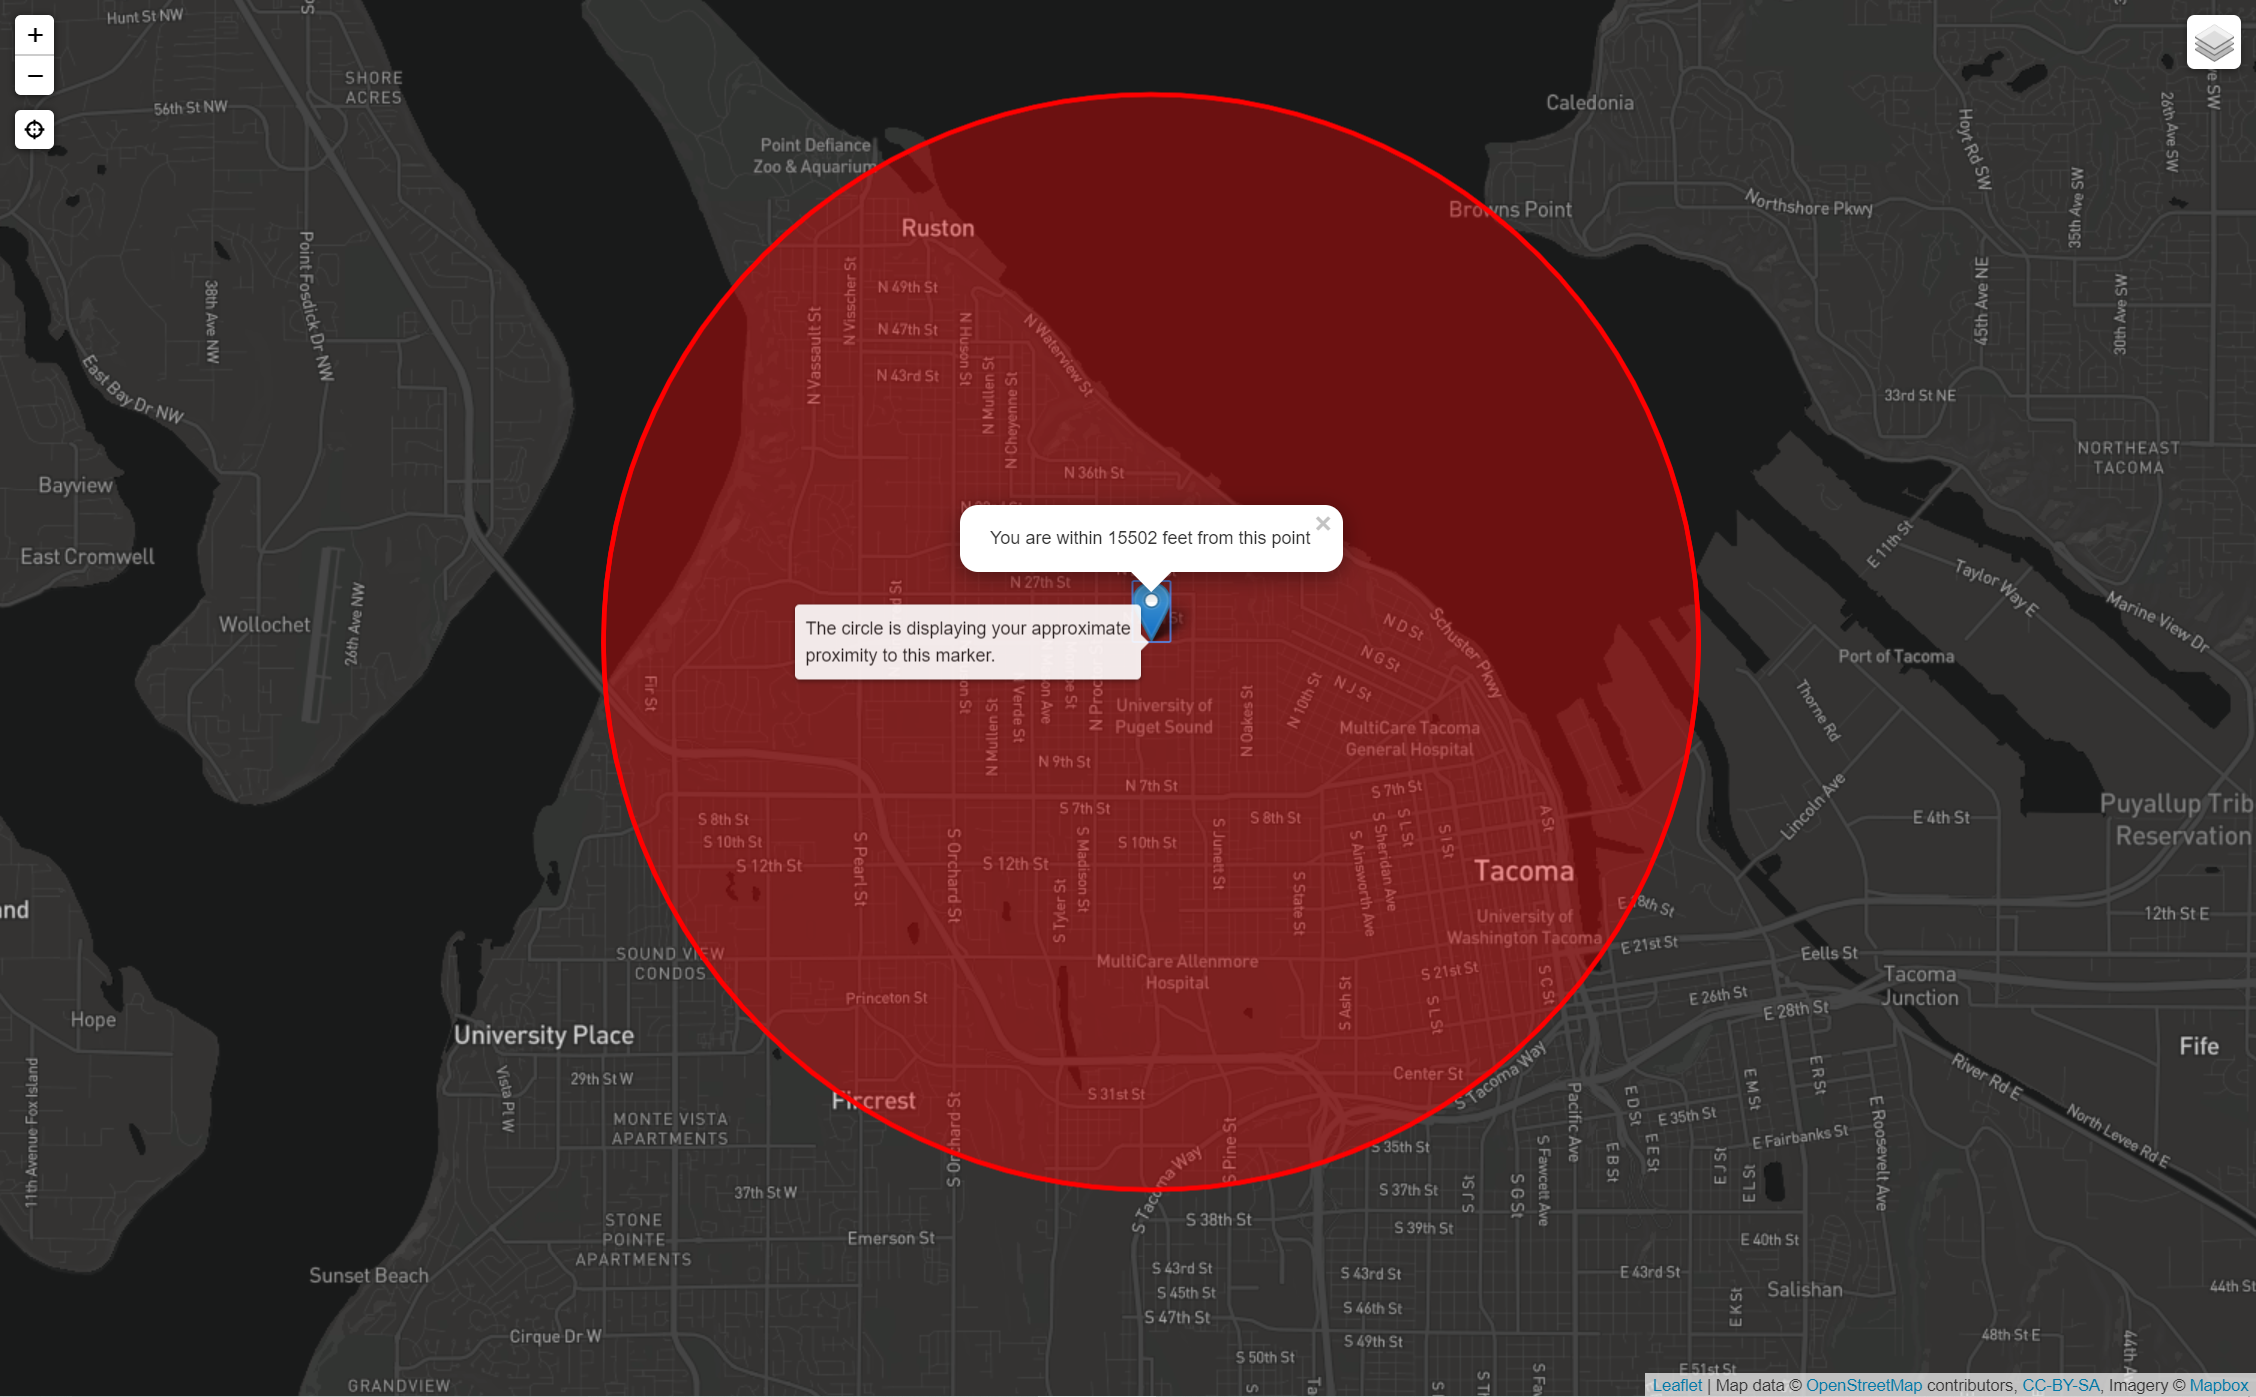 Hunt St NW
+
−
SHORE
ACRES
56th St NW
Caledonia
Hoyt Rd SW
26th Ave SW
Point Defiance
Zoo & Aquarium
Browns Point
Northshore Pkwy
35th Ave SW
Ruston
Point Fosdick Dr NW
38th Ave NW
N Visscher St
N Vassault St
N 49th St
N 47th St
N 43rd St
N Hudson St
N Mullen St
N Cheyenne St
N Waterview St
45th Ave NE
30th Ave SW
East Bay Dr NW
33rd St NE
NORTHEAST
TACOMA
Bayview
N 36th St
East Cromwell
You are within 15502 feet from this point
×
E 11th St
Taylor Way E
Marine View Dr
26th Ave NW
N 27th St
Wollochet
The circle is displaying your approximate
proximity to this marker.
N D St
N G St
N J St
Schuster Pkwy
Port of Tacoma
Fir St
N Mullen St
University of
Puget Sound
N Oakes St
N 10th St
MultiCare Tacoma
General Hospital
Thorne Rd
N 9th St
N 7th St
S 7th St
S 7th St
Lincoln Ave
Puyallup Trib
Reservation
S 8th St
S 10th St
S 12th St
S Pearl St
S Orchard St
S 12th St
S Madison St
S Tyler St
S 10th St
S Junett St
S 8th St
S State St
S Ainsworth Ave
S Sheridan Ave
S L St
S I St
A St
E 4th St
Tacoma
University of
Washington Tacoma
E 18th St
E 21st St
12th St E
SOUND VIEW
CONDOS
MultiCare Allenmore
Hospital
S 21st St
S C St
Eells St
Tacoma
Junction
Princeton St
S Ash St
S L St
E 26th St
E 28th St
Hope
University Place
Fife
29th St W
Vista Pl W
Center St
S Tacoma Way
River Rd E
North Levee Rd E
11th Avenue Fox Island
Fircrest
S 31st St
MONTE VISTA
APARTMENTS
S Orchard St
S Pine St
S Tacoma Way
S 35th St
Pacific Ave
S Fawcett Ave
E D St
E 35th St
E M St
E R St
E Fairbanks St
E Roosevelt Ave
E B St
E E St
E J St
E L St
37th St W
S 37th St
S J St
S G St
STONE
POINTE
APARTMENTS
S 38th St
S 39th St
Emerson St
E 40th St
Sunset Beach
S 43rd St
S 43rd St
E 43rd St
S 45th St
S 46th St
S 47th St
E K St
Salishan
44th St
Cirque Dr W
S 49th St
48th St E
S 50th St
E 51st St
GRANDVIEW
Leaflet | Map data © OpenStreetMap contributors, CC-BY-SA, Imagery © Mapbox